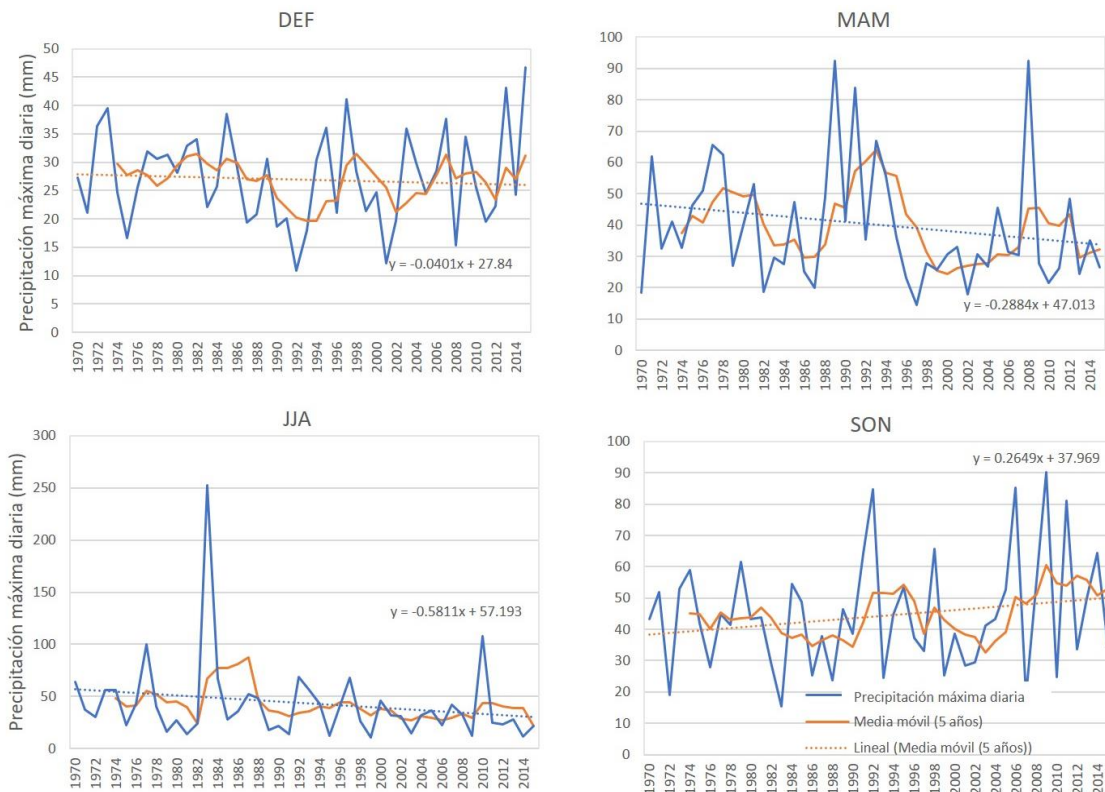 DEF
Precipitación máxima diaria (mm)
50
45
40
35
30
25
20
15
10
5
0
y = -0.0401x + 27.84
1970 1972 1974 1976 1978 1980 1982 1984 1986 1988 1990 1992 1994 1996 1998 2000 2002 2004 2006 2008 2010 2012 2014
MAM
100
90
80
70
60
50
40
30
20
10
0
y = -0.2884x + 47.013
1970 1972 1974 1976 1978 1980 1982 1984 1986 1988 1990 1992 1994 1996 1998 2000 2002 2004 2006 2008 2010 2012 2014
JJA
Precipitación máxima diaria (mm)
300
250
200
150
100
50
0
y = -0.5811x + 57.193
1970 1972 1974 1976 1978 1980 1982 1984 1986 1988 1990 1992 1994 1996 1998 2000 2002 2004 2006 2008 2010 2012 2014
SON
100
90
80
70
60
50
40
30
20
10
0
y = 0.2649x + 37.969
Precipitación máxima diaria
Media móvil (5 años)
Lineal (Media móvil (5 años))
1970 1972 1974 1976 1978 1980 1982 1984 1986 1988 1990 1992 1994 1996 1998 2000 2002 2004 2006 2008 2010 2012 2014